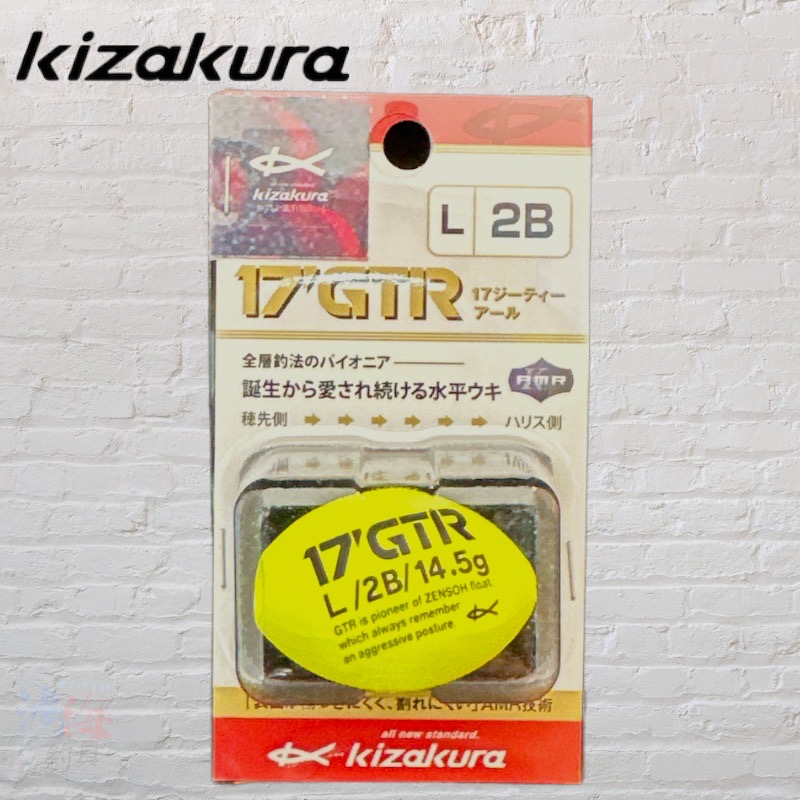 kizakura
all new standard.
kizakura
L 2B
17'GTR 17ジーティー
アール
全層釣法のパイオニア
誕生から愛され続ける水平ウキ
AMR
穂先側 ➡ ➡ ➡ ➡ ➡ ➡ ハリス側
17'GTR
L/2B/14.5g
GTR is pioneer of ZENSOH float
which always remember
an aggressive posture.
割れにくい」AMR技術
all new standard.
kizakura